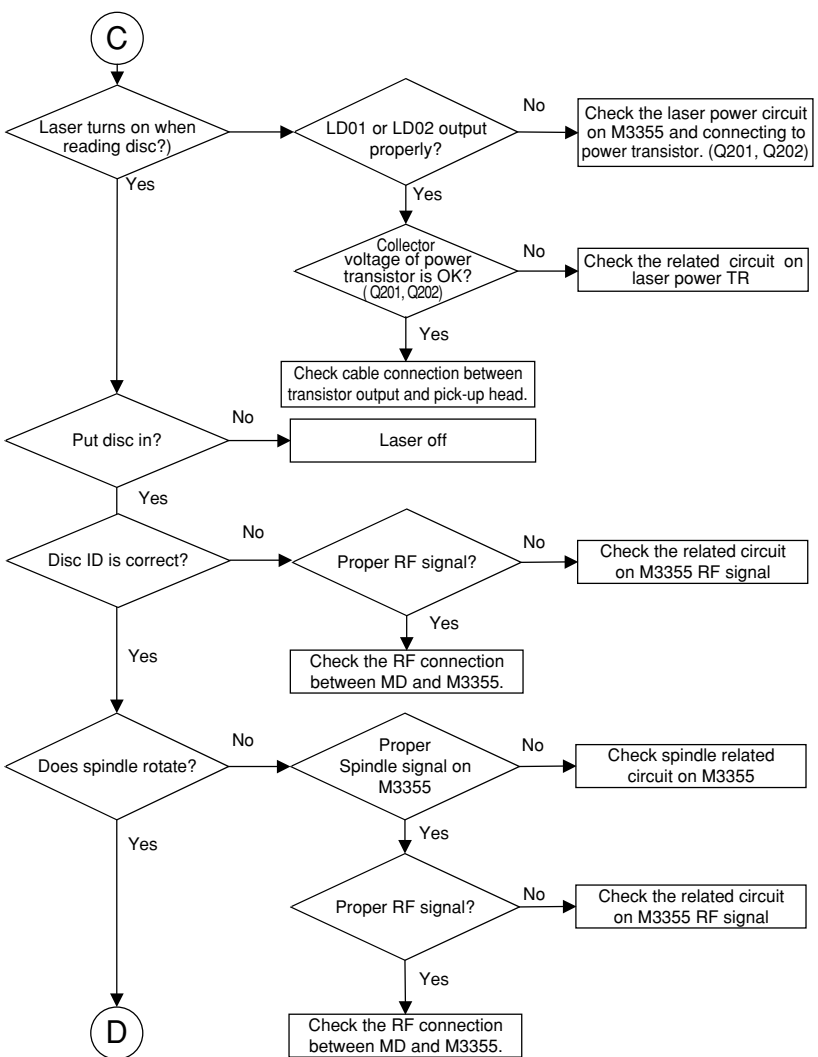 C
Laser turns on when
reading disc?)
Yes
LD01 or LD02 output
properly?
No
Check the laser power circuit
on M3355 and connecting to
power transistor. (Q201, Q202)
Yes
Collector
voltage of power
transistor is OK?
( Q201, Q202)
No
Check the related circuit on
laser power TR
Yes
Check cable connection between
transistor output and pick-up head.
Put disc in?
No
Laser off
Yes
Disc ID is correct?
No
Proper RF signal?
No
Check the related circuit
on M3355 RF signal
Yes
Check the RF connection
between MD and M3355.
Yes
Does spindle rotate?
No
Proper
Spindle signal on
M3355
No
Check spindle related
circuit on M3355
Yes
Yes
Proper RF signal?
No
Check the related circuit
on M3355 RF signal
Yes
Check the RF connection
between MD and M3355.
D